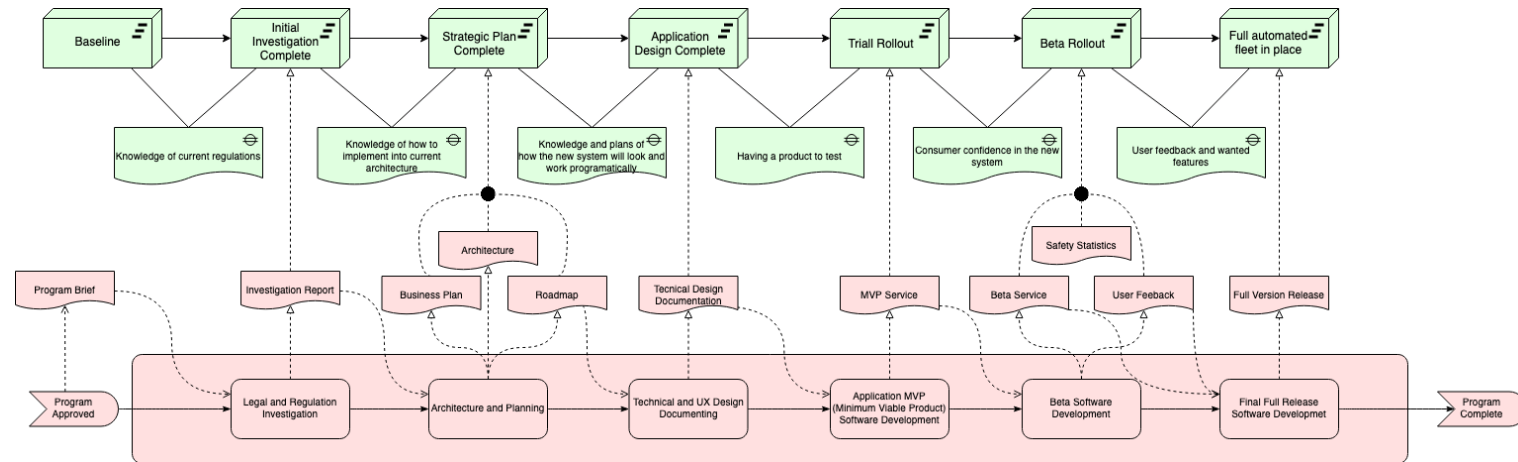 Baseline
Initial
Investigation
Complete
Strategic Plan
Complete
Application
Design Complete
Triall Rollout
Beta Rollout
Full automated
fleet in place
Knowledge of current regulations
Knowledge of how to
implement into current
architecture
Knowledge and plans of
how the new system will look and
work programatically
Having a product to test
Consumer confidence in the new
system
User feedback and wanted
features
Architecture
Safety Statistics
Program Brief
Investigation Report
Business Plan
Roadmap
Tecnical Design
Documentation
MVP Service
Beta Service
User Feeback
Full Version Release
Program
Approved
Legal and Regulation
Investigation
Architecture and Planning
Technical and UX Design
Documenting
Application MVP
(Minimum Viable Product)
Software Development
Beta Software
Development
Final Full Release
Software Developmet
Program
Complete